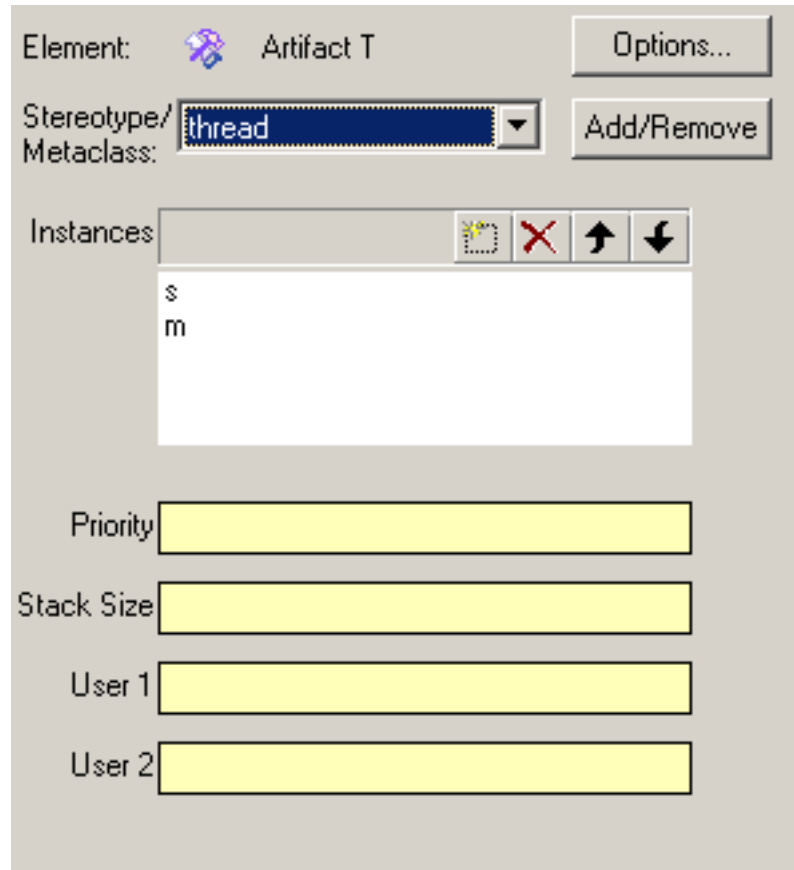 Element: Artifact T Options...
Stereotype/ thread Add/Remove
Metaclass:
Instances
s
m
Priority
Stack Size
User 1
User 2